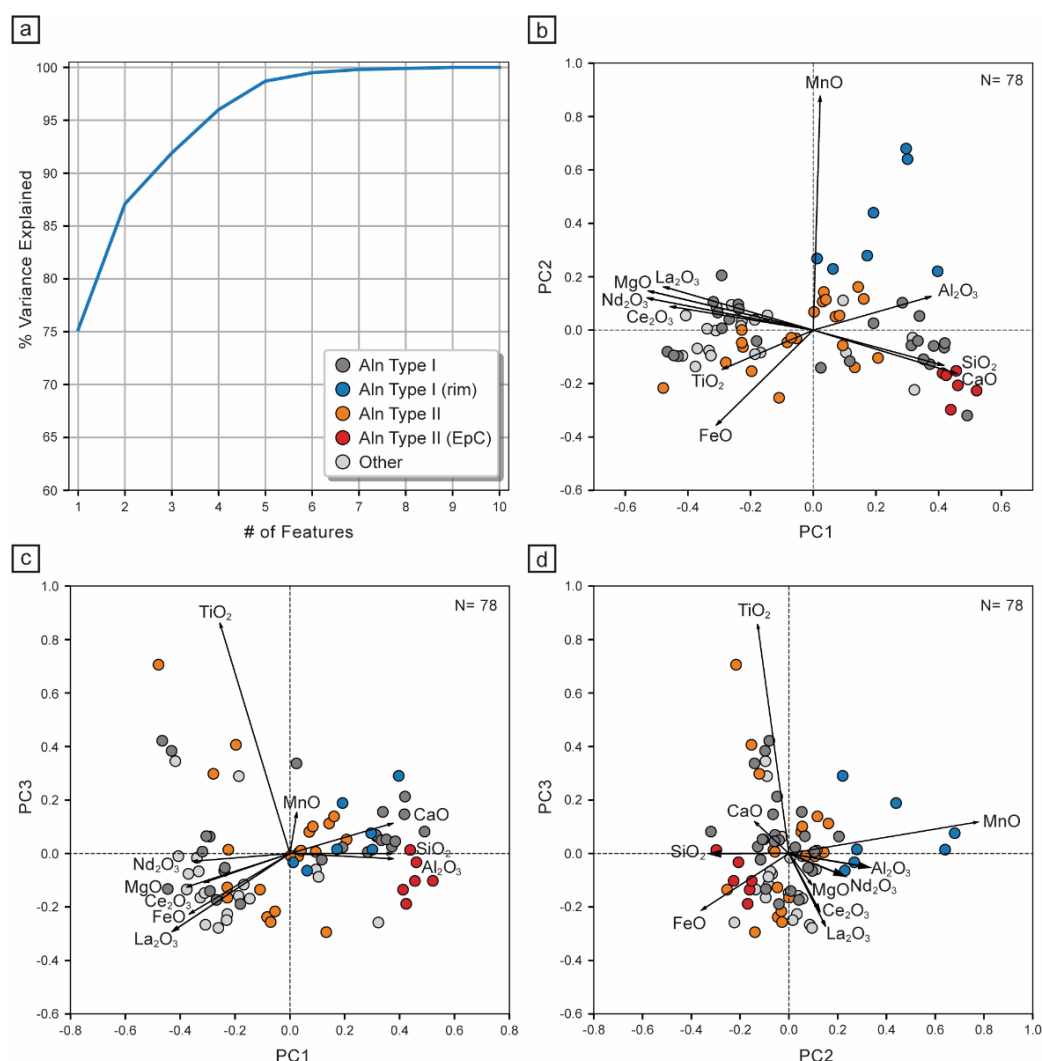 a
100
95
90
85
80
75
70
65
60
% Variance Explained
1 2 3 4 5 6 7 8 9 10
# of Features
Aln Type I
Aln Type I (rim)
Aln Type II
Aln Type II (EpC)
Other
b
N= 78
1.0
0.8
0.6
0.4
0.2
0.0
-0.2
-0.4
-0.6
PC2
-0.6 -0.4 -0.2 0.0 0.2 0.4 0.6
PC1
MnO
La₂O₃
MgO
Nd₂O₃
Ce₂O₃
Al₂O₃
TiO₂
SiO₂
CaO
FeO
c
N= 78
1.0
0.8
0.6
0.4
0.2
0.0
-0.2
-0.4
-0.6
PC3
-0.8 -0.6 -0.4 -0.2 0.0 0.2 0.4 0.6 0.8
PC1
TiO₂
MnO
CaO
SiO₂
Al₂O₃
Nd₂O₃
MgO
Ce₂O₃
FeO
La₂O₃
d
N= 78
1.0
0.8
0.6
0.4
0.2
0.0
-0.2
-0.4
-0.6
PC3
-0.8 -0.6 -0.4 -0.2 0.0 0.2 0.4 0.6 0.8 1.0
PC2
TiO₂
CaO
MnO
SiO₂
Al₂O₃
Nd₂O₃
MgO
Ce₂O₃
FeO
La₂O₃